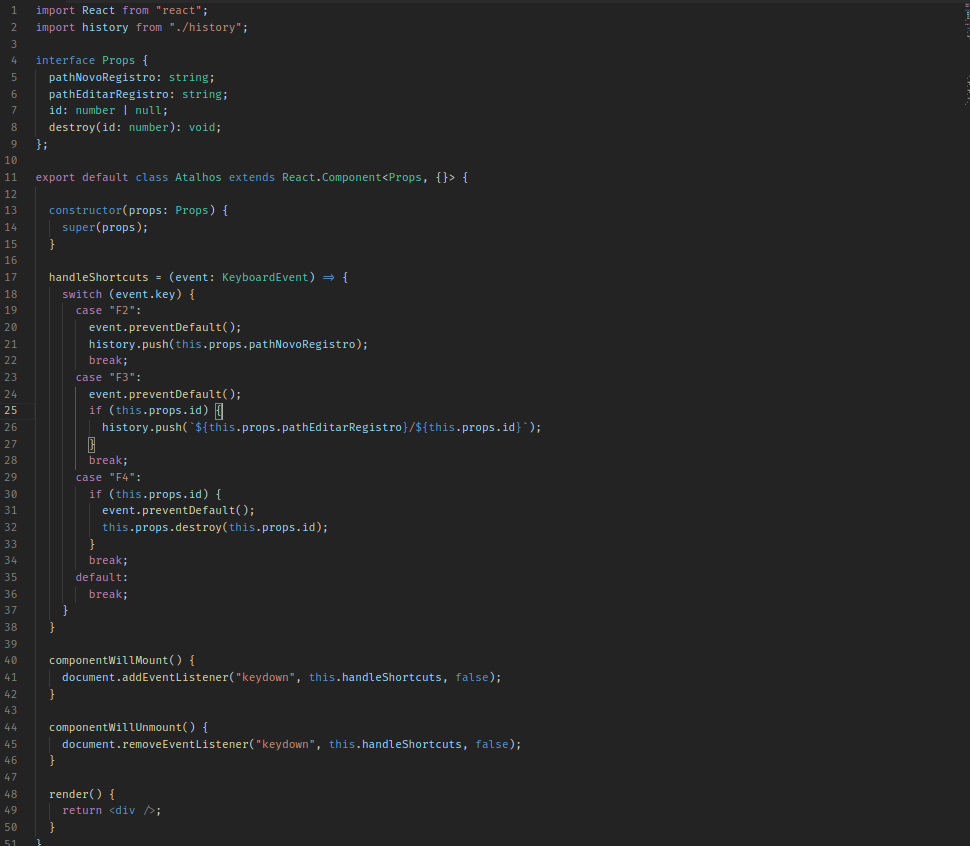 1 import React from "react";
2 import history from "./history";
3
4 interface Props {
5 pathNovoRegistro: string;
6 pathEditarRegistro: string;
7 id: number | null;
8 destroy(id: number): void;
9 };
10
11 export default class Atalhos extends React.Component<Props, {}> {
12
13 constructor(props: Props) {
14 super(props);
15 }
16
17 handleShortcuts = (event: KeyboardEvent) => {
18 switch (event.key) {
19 case "F2":
20 event.preventDefault();
21 history.push(this.props.pathNovoRegistro);
22 break;
23 case "F3":
24 event.preventDefault();
25 if (this.props.id) {
26 history.push(`${this.props.pathEditarRegistro}/${this.props.id}`);
27 }
28 break;
29 case "F4":
30 if (this.props.id) {
31 event.preventDefault();
32 this.props.destroy(this.props.id);
33 }
34 break;
35 default:
36 break;
37 }
38 }
39
40 componentWillMount() {
41 document.addEventListener("keydown", this.handleShortcuts, false);
42 }
43
44 componentWillUnmount() {
45 document.removeEventListener("keydown", this.handleShortcuts, false);
46 }
47
48 render() {
49 return <div />;
50 }
51 }